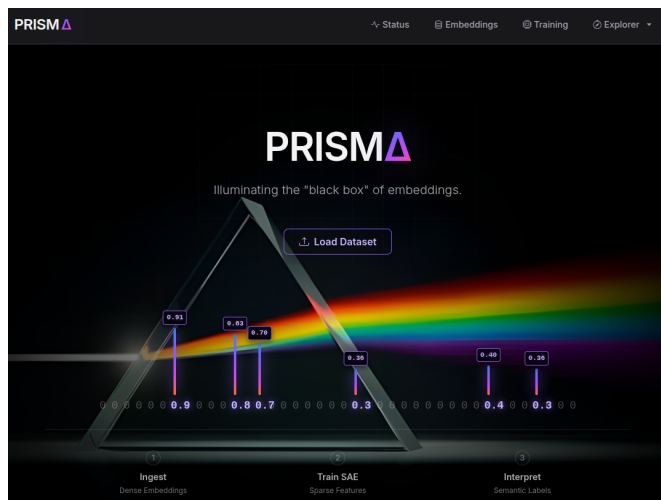 PRISMΔ Status Embeddings Training Explorer
PRISMΔ
Illuminating the "black box" of embeddings.
Load Dataset
0.91 0.83 0.70 0.36 0.40 0.36
0 0 0 0 0 0 0.9 0 0 0 0.8 0.7 0 0 0 0 0 0 0 0.3 0 0 0 0 0 0 0 0 0 0 0.4 0 0 0.3 0 0
1 2 3
Ingest Train SAE Interpret
Dense Embeddings Sparse Features Semantic Labels